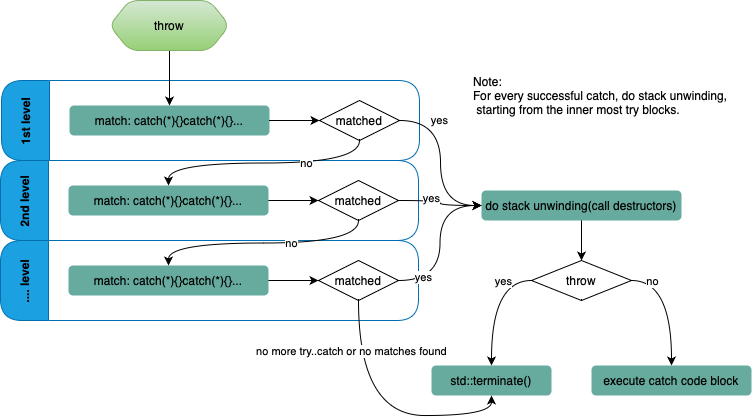 throw
Note:
For every successful catch, do stack unwinding,
starting from the inner most try blocks.
1st level
match: catch(*){}catch(*){}...
matched
yes
no
2nd level
match: catch(*){}catch(*){}...
matched
yes
do stack unwinding(call destructors)
no
.... level
match: catch(*){}catch(*){}...
matched
yes
yes
throw
no
no more try..catch or no matches found
std::terminate()
execute catch code block